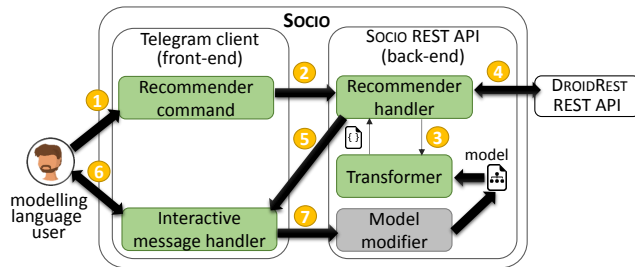 SOCIO
Telegram client
(front-end)
SOCIO REST API
(back-end)
1
Recommender
command
2
Recommender
handler
4
DROIDREST
REST API
5
{}
3
6
Transformer
model
modelling
language
user
Interactive
message handler
7
Model
modifier